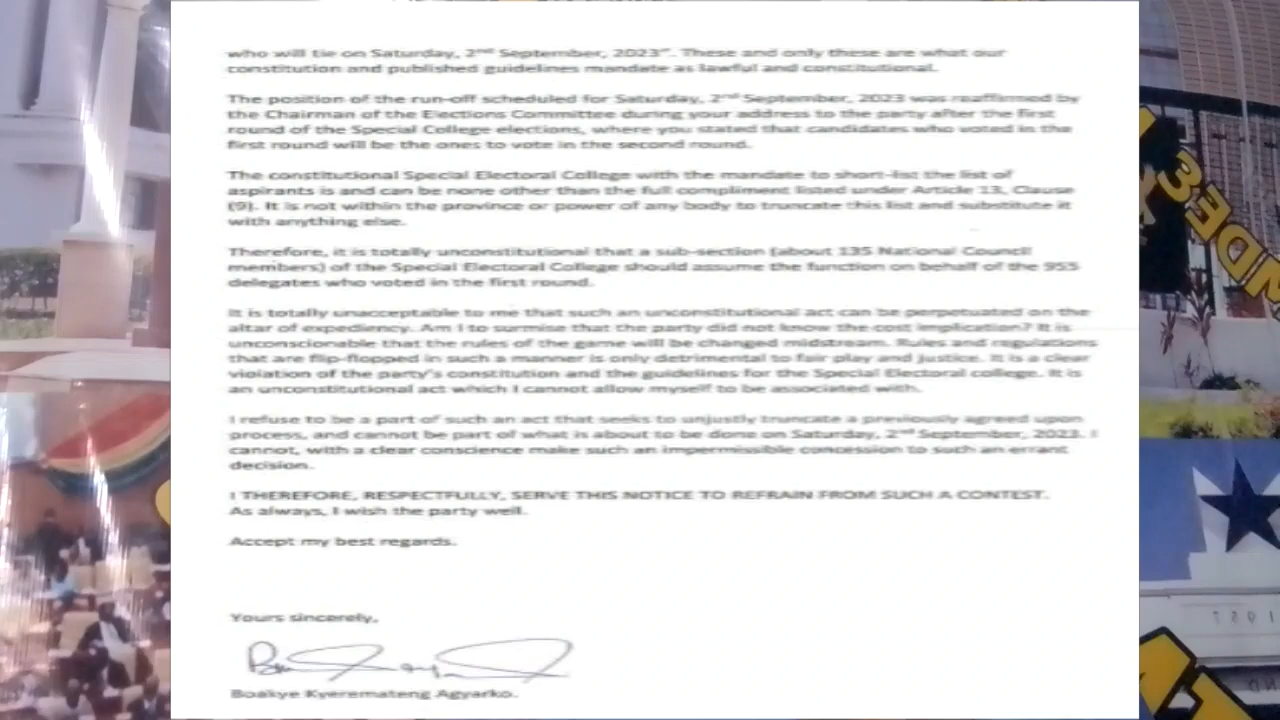 who will tie on Saturday, 2nd September, 2023". These and only these are what our
constitution and published guidelines mandate as lawful and constitutional.
The position of the run-off scheduled for Saturday, 2nd September, 2023 was reaffirmed by
the Chairman of the Elections Committee during your address to the party after the first
round of the Special College elections, where you stated that candidates who voted in the
first round will be the ones to vote in the second round.
The constitutional Special Electoral College with the mandate to short-list the list of
aspirants is and can be none other than the full compliment listed under Article 13, Clause
(9). It is not within the province or power of any body to truncate this list and substitute it
with anything else.
Therefore, it is totally unconstitutional that a sub-section (about 135 National Council
members) of the Special Electoral College should assume the function on behalf of the 955
delegates who voted in the first round.
It is totally unacceptable to me that such an unconstitutional act can be perpetuated on the
altar of expediency. Am I to surmise that the party did not know the cost implication? It is
unconscionable that the rules of the game will be changed midstream. Rules and regulations
that are flip-flopped in such a manner is only detrimental to fair play and justice. It is a clear
violation of the party's constitution and the guidelines for the Special Electoral college. It is
an unconstitutional act which I cannot allow myself to be associated with.
I refuse to be a part of such an act that seeks to unjustly truncate a previously agreed upon
process, and cannot be part of what is about to be done on Saturday, 2nd September, 2023. I
cannot, with a clear conscience make such an impermissible concession to such an errant
decision.
I THEREFORE, RESPECTFULLY, SERVE THIS NOTICE TO REFRAIN FROM SUCH A CONTEST.
As always, I wish the party well.
Accept my best regards.
Yours sincerely,
Boakye Kyeremateng Agyarko.